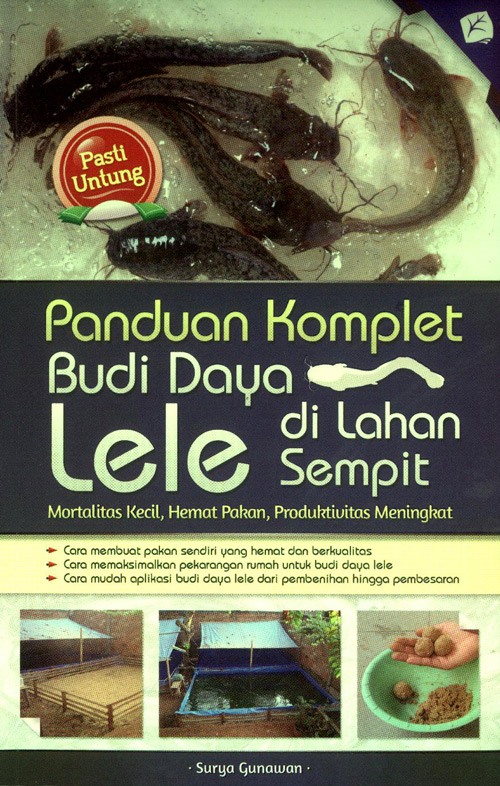 Pasti
Untung
Panduan Komplet
Budi Daya
Lele
di Lahan
Sempit
Mortalitas Kecil, Hemat Pakan, Produktivitas Meningkat
Cara membuat pakan sendiri yang hemat dan berkualitas
Cara memaksimalkan pekarangan rumah untuk budi daya lele
Cara mudah aplikasi budi daya lele dari pembenihan hingga pembesaran
· Surya Gunawan ·